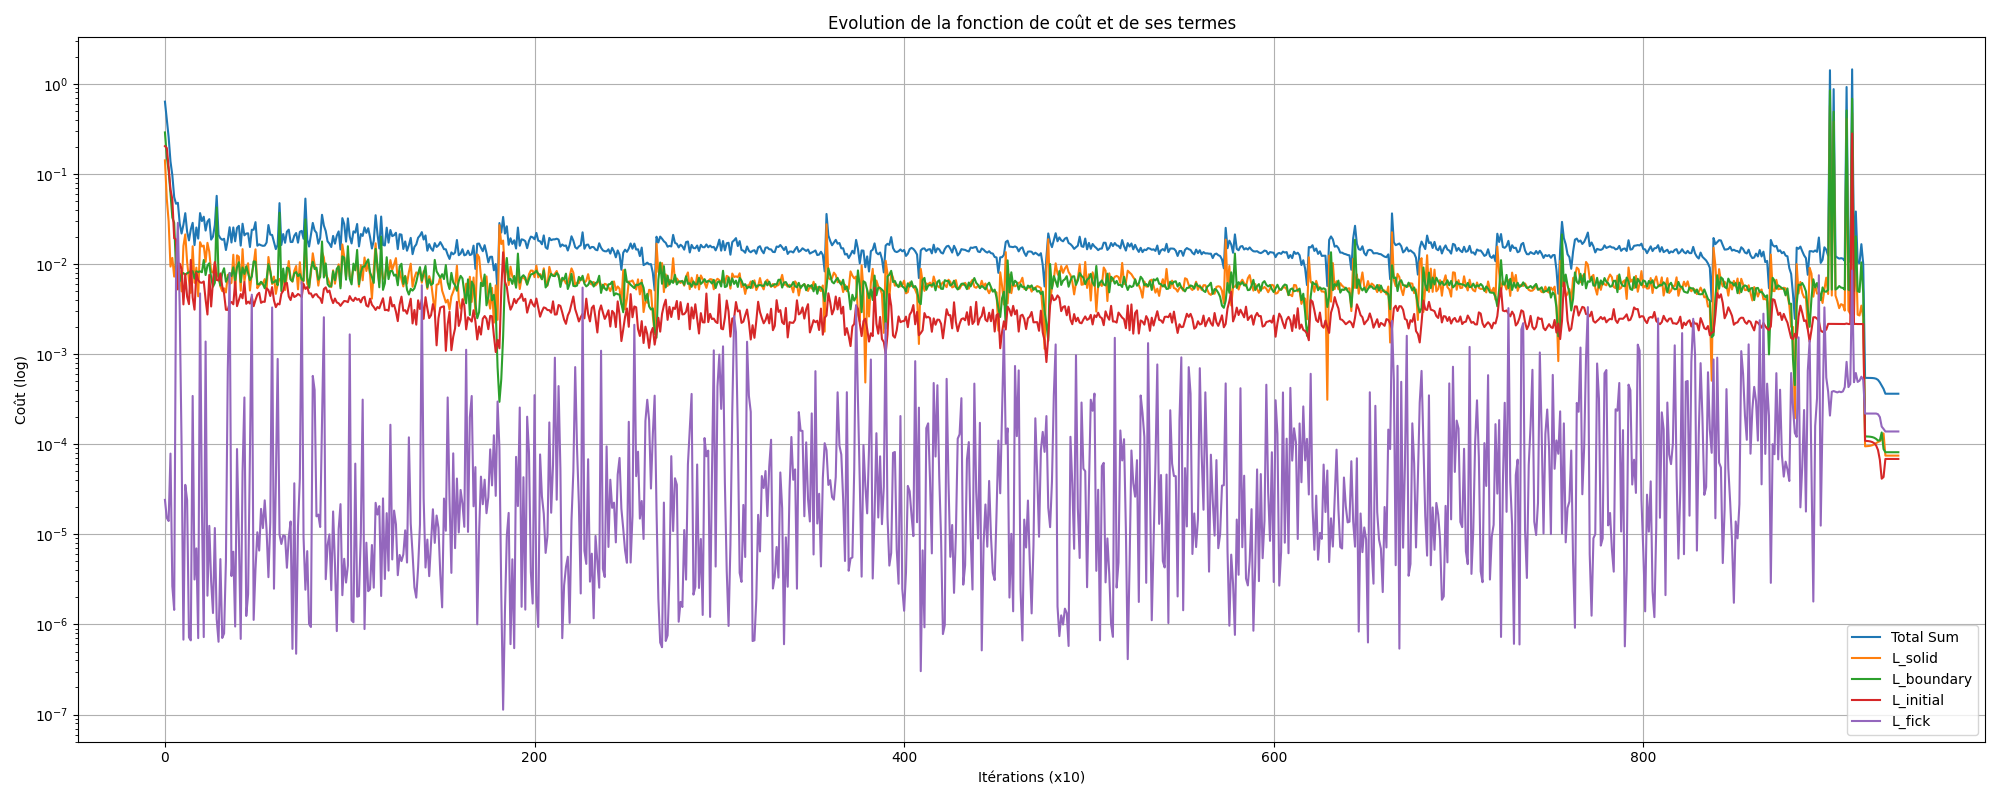 Evolution de la fonction de coût et de ses termes
Coût (log)
10⁰
10⁻¹
10⁻²
10⁻³
10⁻⁴
10⁻⁵
10⁻⁶
10⁻⁷
0 200 400 600 800
Itérations (x10)
Total Sum
L_solid
L_boundary
L_initial
L_fick